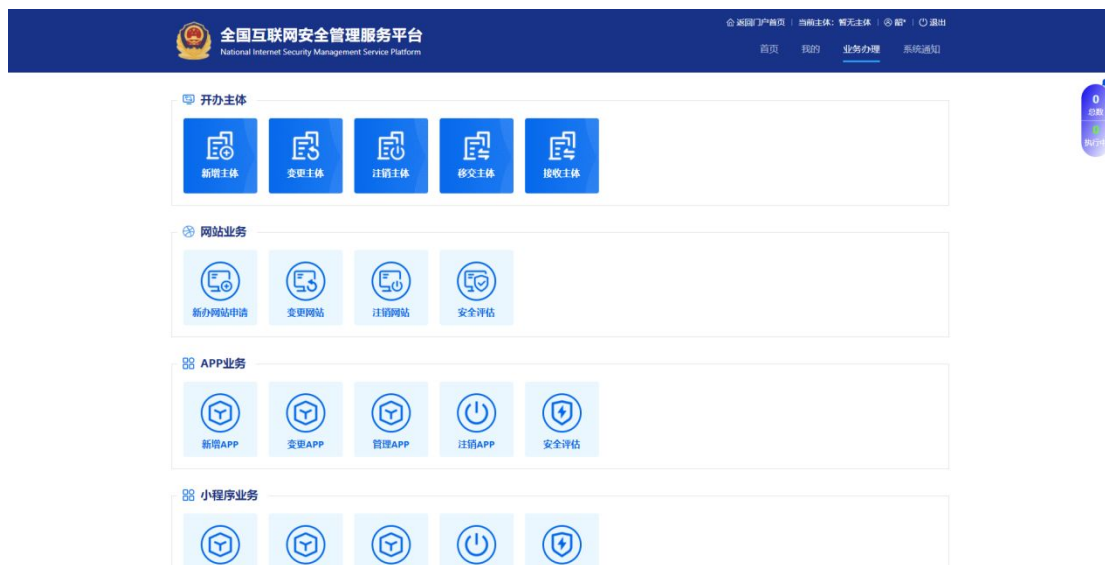 返回门户首页 | 当前主体：暂无主体 | 韶* | 退出
全国互联网安全管理服务平台
National Internet Security Management Service Platform
首页 我的 业务办理 系统通知
0
总数
0
执行中
开办主体
新增主体 变更主体 注销主体 移交主体 接收主体
网站业务
新办网站申请 变更网站 注销网站 安全评估
APP业务
新增APP 变更APP 管理APP 注销APP 安全评估
小程序业务